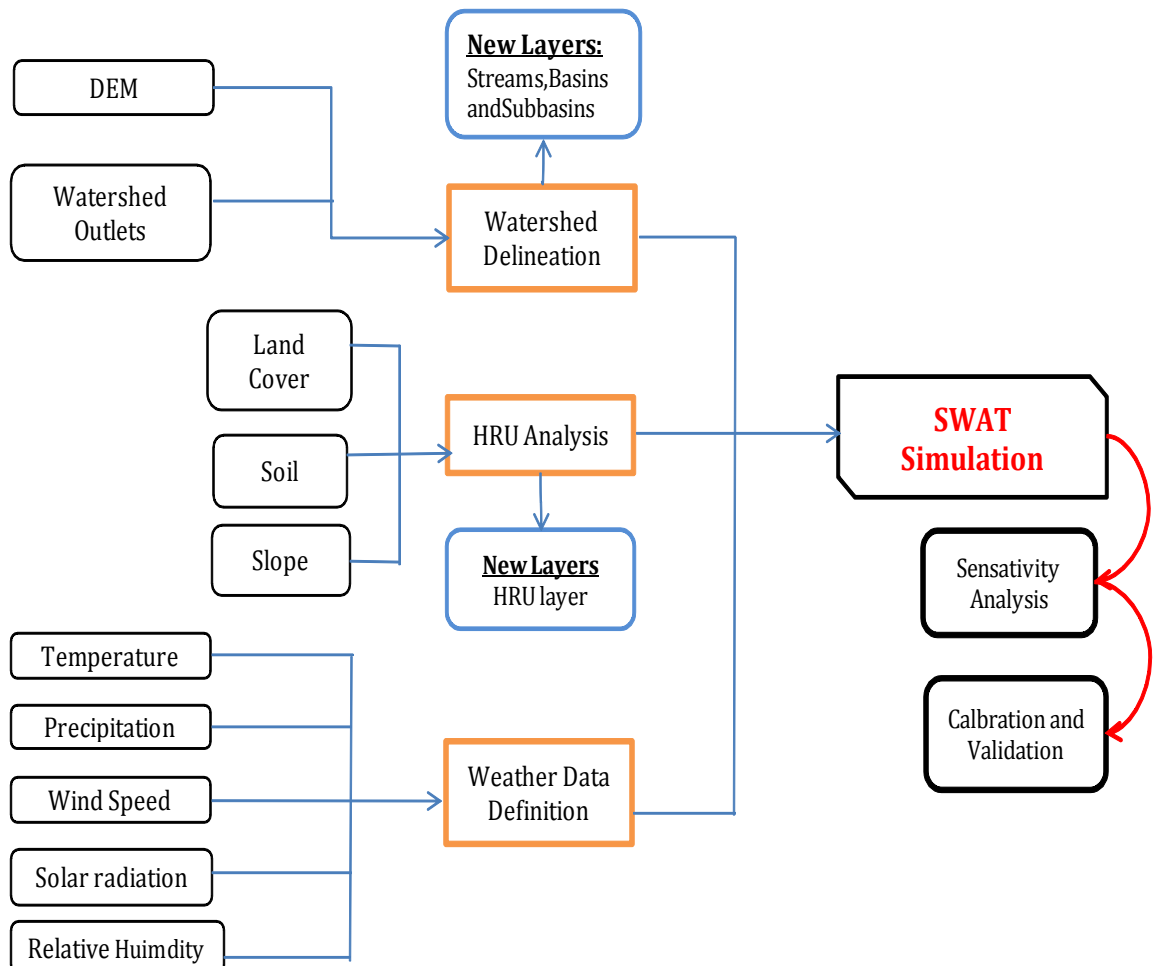 New Layers:
Streams,Basins
andSubbasins
DEM
Watershed
Outlets
Watershed
Delineation
Land
Cover
Soil
Slope
HRU Analysis
New Layers
HRU layer
SWAT
Simulation
Sensativity
Analysis
Calbration and
Validation
Temperature
Precipitation
Wind Speed
Solar radiation
Relative Huimdity
Weather Data
Definition